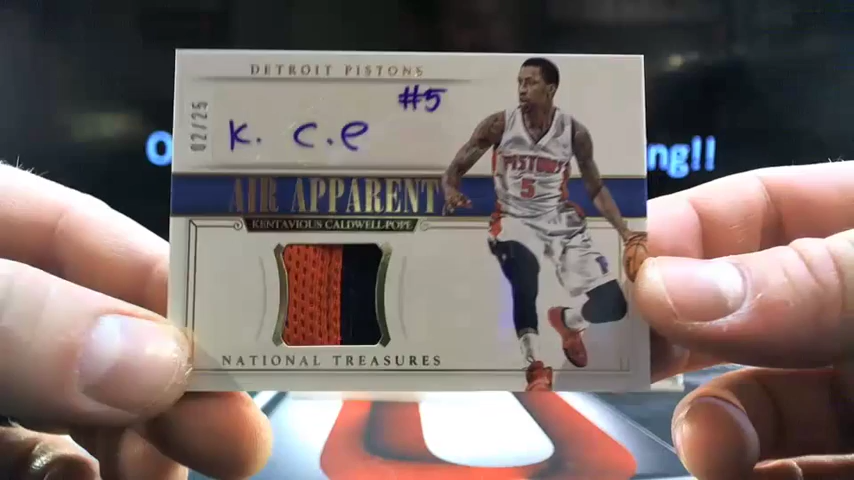 DETROIT PISTONS
02/25
#5
K. C.P
AIR APPARENT
KENTAVIOUS CALDWELL-POPE
PISTONS
5
NATIONAL TREASURES
ng!!